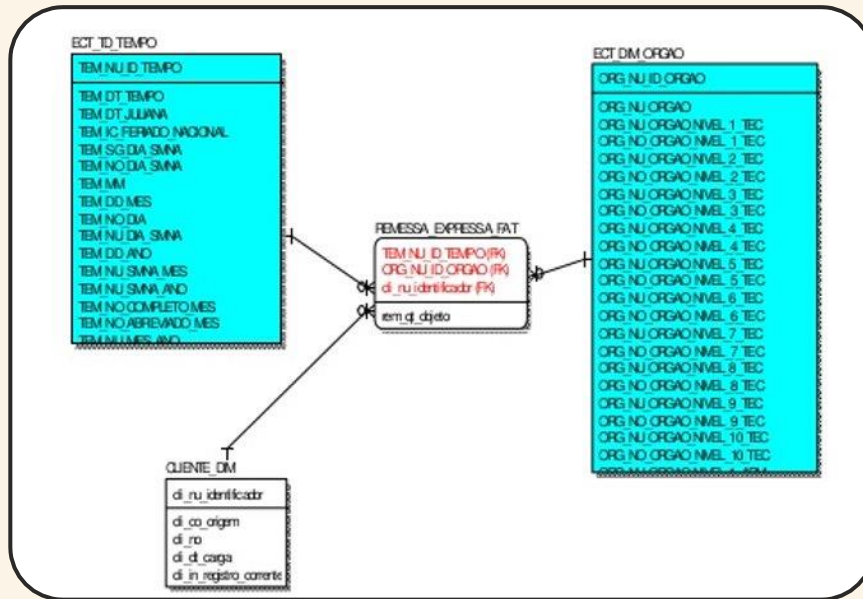 ECT_TD_TEMPO
TEM_NU_ID_TEMPO
TEM_DT_TEMPO
TEM_DT_JULIANA
TEM_IC_FERIADO_NACIONAL
TEM_SG_DIA_SMNA
TEM_NO_DIA_SMNA
TEM_MM
TEM_DD_MES
TEM_NO_DIA
TEM_NU_DIA_SMNA
TEM_DD_ANO
TEM_NU_SMNA_MES
TEM_NU_SMNA_ANO
TEM_NO_COMPLETO_MES
TEM_NO_ABREVIADO_MES
TEM_NU_MES_ANO
REMESSA_EXPRESSA_FAT
TEM_NU_ID_TEMPO (FK)
ORG_NU_ID_ORGAO (FK)
cli_nu_identificador (FK)
rem_qt_objeto
CLIENTE_DIM
cli_nu_identificador
cli_co_origem
cli_no
cli_dt_carga
cli_in_registro_corrente
ECT_DIM_ORGAO
ORG_NU_ID_ORGAO
ORG_NU_ORGAO
ORG_NU_ORGAO_NIVEL_1_TEC
ORG_NO_ORGAO_NIVEL_1_TEC
ORG_NU_ORGAO_NIVEL_2_TEC
ORG_NO_ORGAO_NIVEL_2_TEC
ORG_NU_ORGAO_NIVEL_3_TEC
ORG_NO_ORGAO_NIVEL_3_TEC
ORG_NU_ORGAO_NIVEL_4_TEC
ORG_NO_ORGAO_NIVEL_4_TEC
ORG_NU_ORGAO_NIVEL_5_TEC
ORG_NO_ORGAO_NIVEL_5_TEC
ORG_NU_ORGAO_NIVEL_6_TEC
ORG_NO_ORGAO_NIVEL_6_TEC
ORG_NU_ORGAO_NIVEL_7_TEC
ORG_NO_ORGAO_NIVEL_7_TEC
ORG_NU_ORGAO_NIVEL_8_TEC
ORG_NO_ORGAO_NIVEL_8_TEC
ORG_NU_ORGAO_NIVEL_9_TEC
ORG_NO_ORGAO_NIVEL_9_TEC
ORG_NU_ORGAO_NIVEL_10_TEC
ORG_NO_ORGAO_NIVEL_10_TEC